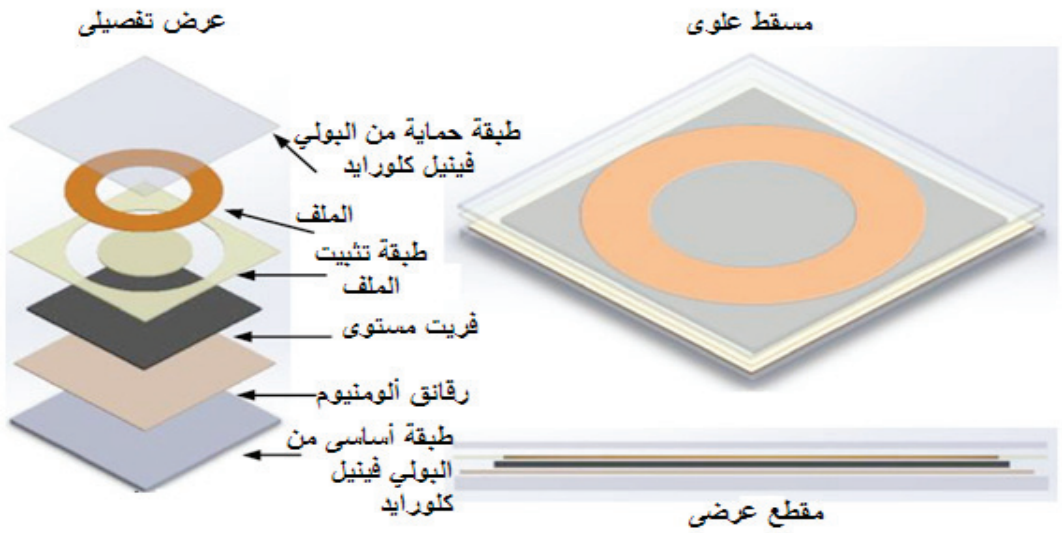 عرض تفصيلى
مسقط علوى
طبقة حماية من البولي
فينيل كلورايد
الملف
طبقة تثبيت
الملف
فريت مستوى
رقائق ألومنيوم
طبقة أساسى من
البولي فينيل
كلورايد
مقطع عرضى